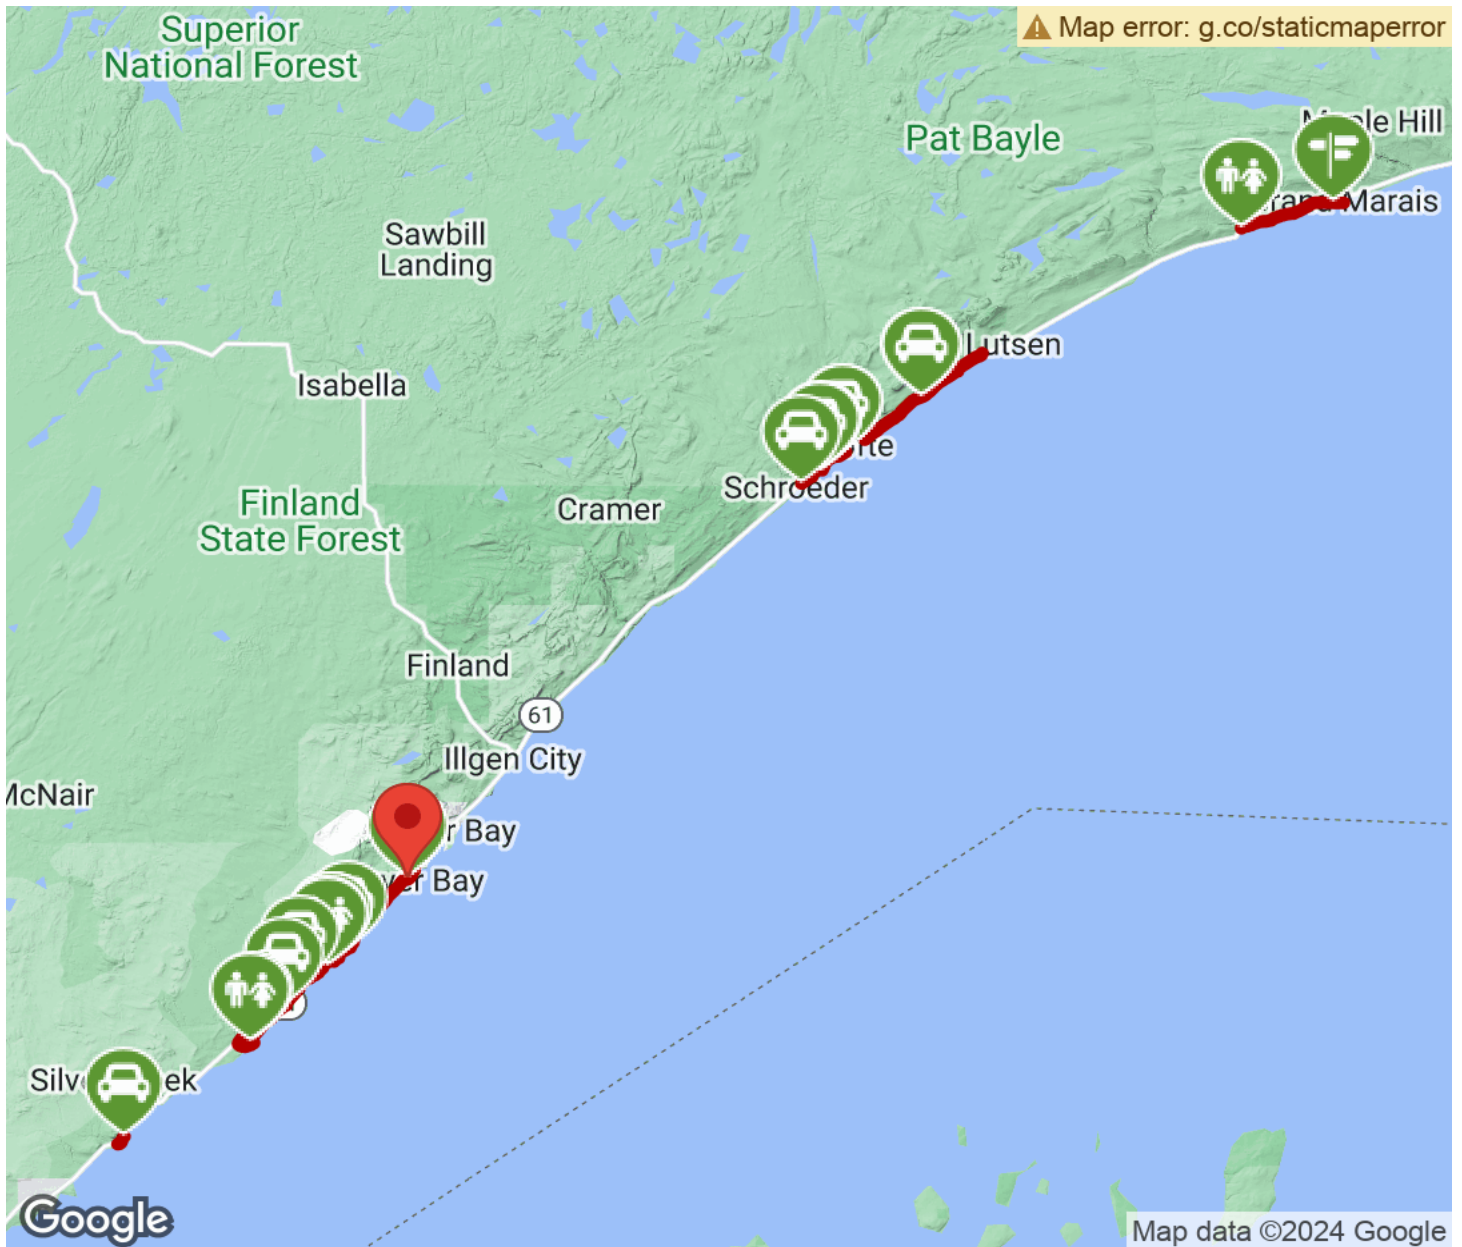 Superior
National Forest
Map error: g.co/staticmaperror
Pat Bayle
Hill
Marais
Sawbill
Landing
Lutsen
Isabella
Schroeder
Cramer
Finland
State Forest
Finland
61
Illgen City
McNair
Bay
Bay
Google
Map data ©2024 Google